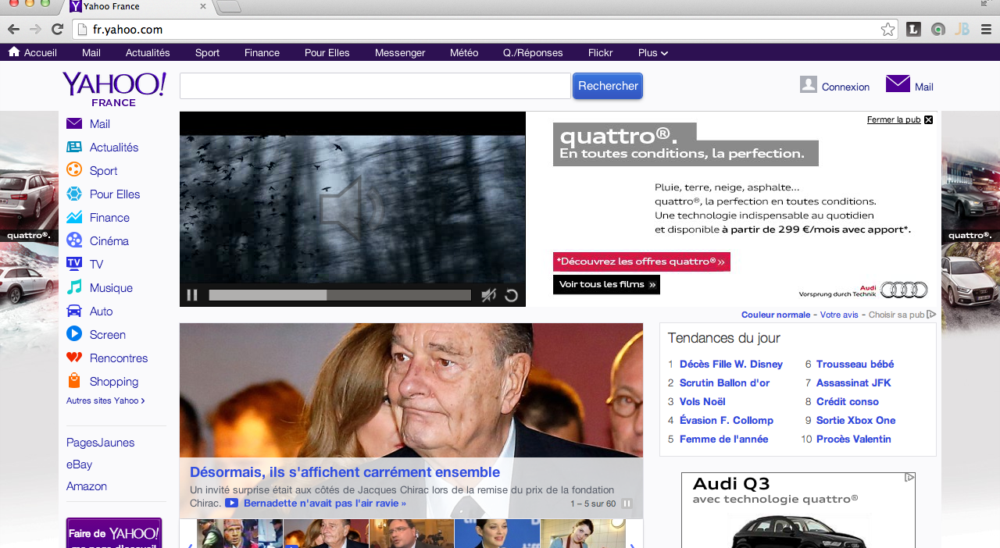 Yahoo France
fr.yahoo.com
Accueil Mail Actualités Sport Finance Pour Elles Messenger Météo Q./Réponses Flickr Plus
YAHOO!
FRANCE
Rechercher
Connexion
Mail
Mail
Actualités
Sport
Pour Elles
Finance
Cinéma
TV
TV
Musique
Auto
Screen
Rencontres
Shopping
Autres sites Yahoo
PagesJaunes
eBay
Amazon
Faire de YAHOO!
Fermer la pub
quattro®.
En toutes conditions, la perfection.
Pluie, terre, neige, asphalte...
quattro®, la perfection en toutes conditions.
Une technologie indispensable au quotidien
et disponible à partir de 299 €/mois avec apport*.
*Découvrez les offres quattro® »
Voir tous les films »
Audi
Vorsprung durch Technik
quattro®.
quattro®.
Couleur normale - Votre avis - Choisir sa pub
Désormais, ils s'affichent carrément ensemble
Un invité surprise était aux côtés de Jacques Chirac lors de la remise du prix de la fondation
Chirac. Bernadette n'avait pas l'air ravie »
1 – 5 sur 60
Tendances du jour
1 Décès Fille W. Disney
2 Scrutin Ballon d'or
3 Vols Noël
4 Évasion F. Collomp
5 Femme de l'année
6 Trousseau bébé
7 Assassinat JFK
8 Crédit conso
9 Sortie Xbox One
10 Procès Valentin
Audi Q3
avec technologie quattro®